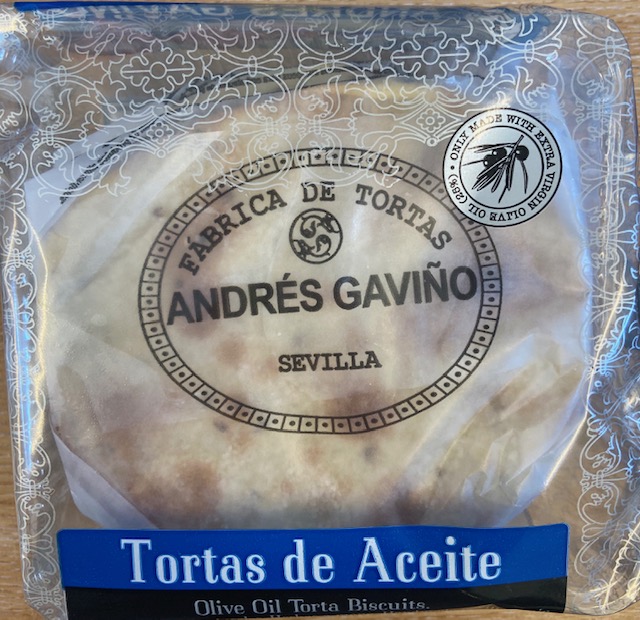 ONLY MADE WITH EXTRA VIRGIN OLIVE OIL (28%)
FÁBRICA DE TORTAS
ANDRÉS GAVIÑO
SEVILLA
Tortas de Aceite
Olive Oil Torta Biscuits.